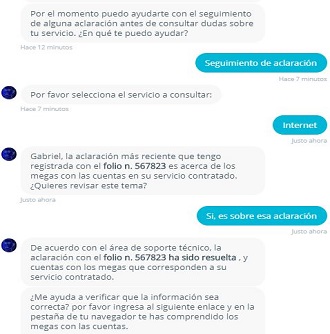 Por el momento puedo ayudarte con el seguimiento
de alguna aclaración antes de consultar dudas sobre
tu servicio. ¿En qué te puedo ayudar?
Hace 12 minutos
Seguimiento de aclaración
Hace 7 minutos
Por favor selecciona el servicio a consultar:
Hace 7 minutos
Internet
Justo ahora
Gabriel, la aclaración más reciente que tengo
registrada con el folio n. 567823 es acerca de los
megas con las cuentas en su servicio contratado.
¿Quieres revisar este tema?
Justo ahora
Si, es sobre esa aclaración
Justo ahora
De acuerdo con el área de soporte técnico, la
aclaración con el folio n. 567823 ha sido resuelta , y
cuentas con los megas que corresponden a su
servicio contratado.
¿Me ayuda a verificar que la información sea
correcta? por favor ingresa al siguiente enlace y en la
pestaña de tu navegador te has comprendido los
megas con las cuentas.